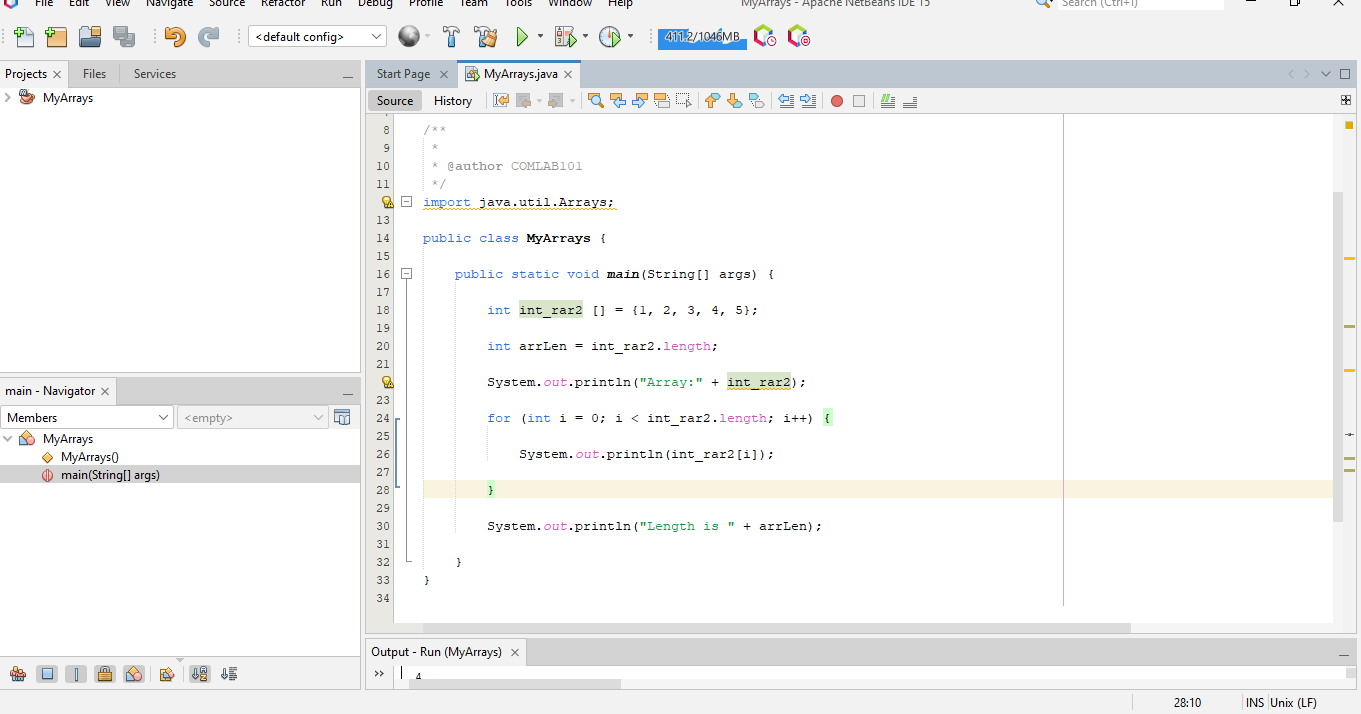 File Edit View Navigate Source Refactor Run Debug Profile Team Tools Window Help MyArrays - Apache NetBeans IDE 15 Search (Ctrl+I)
<default config> 411.2/1046MB
Projects Files Services
MyArrays
Start Page MyArrays.java
Source History
8 /**
9 *
10 * @author COMLAB101
11 */
import java.util.Arrays;
13
14 public class MyArrays {
15
16 public static void main(String[] args) {
17
18 int int_rar2 [] = {1, 2, 3, 4, 5};
19
20 int arrLen = int_rar2.length;
21
System.out.println("Array:" + int_rar2);
23
24 for (int i = 0; i < int_rar2.length; i++) {
25
26 System.out.println(int_rar2[i]);
27
28 }
29
30 System.out.println("Length is " + arrLen);
31
32 }
33 }
34
main - Navigator
Members <empty>
MyArrays
MyArrays()
main(String[] args)
Output - Run (MyArrays)
4
28:10 INS Unix (LF)